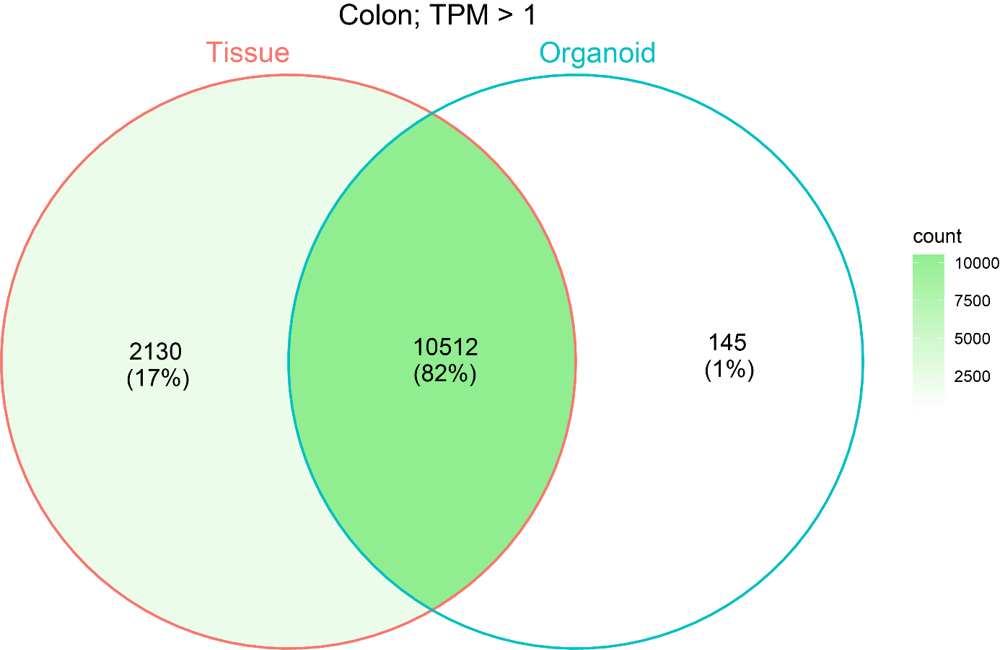 Colon; TPM > 1
Tissue
Organoid
2130
(17%)
10512
(82%)
145
(1%)
count
10000
7500
5000
2500